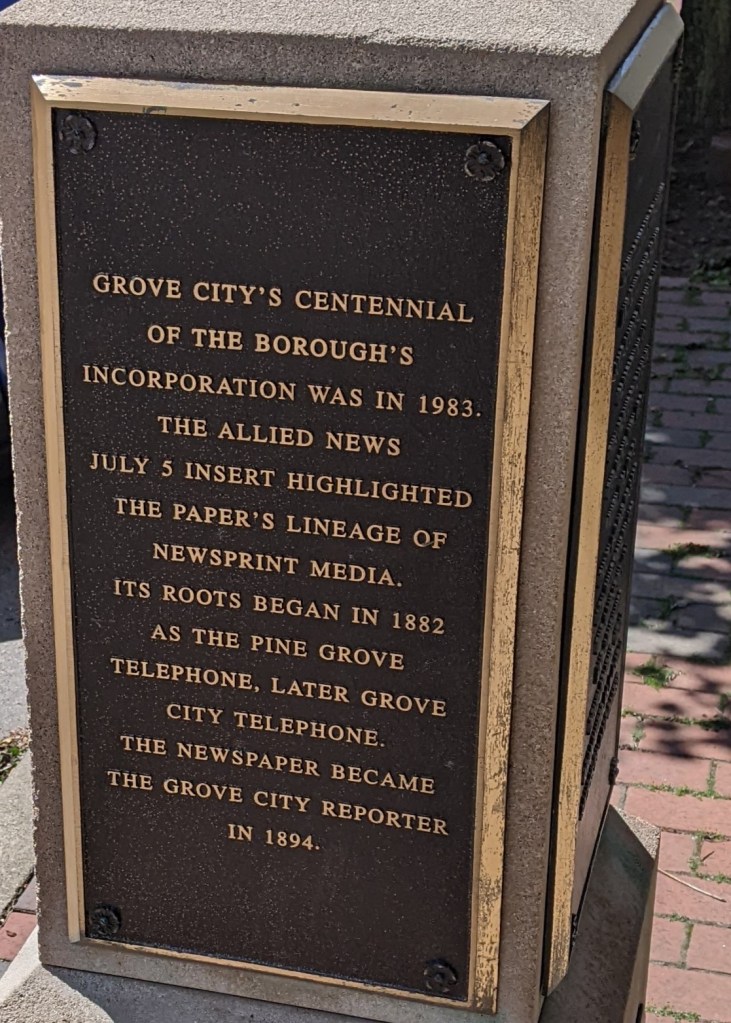 GROVE CITY'S CENTENNIAL
OF THE BOROUGH'S
INCORPORATION WAS IN 1983.
THE ALLIED NEWS
JULY 5 INSERT HIGHLIGHTED
THE PAPER'S LINEAGE OF
NEWSPRINT MEDIA.
ITS ROOTS BEGAN IN 1882
AS THE PINE GROVE
TELEPHONE, LATER GROVE
CITY TELEPHONE.
THE NEWSPAPER BECAME
THE GROVE CITY REPORTER
IN 1894.